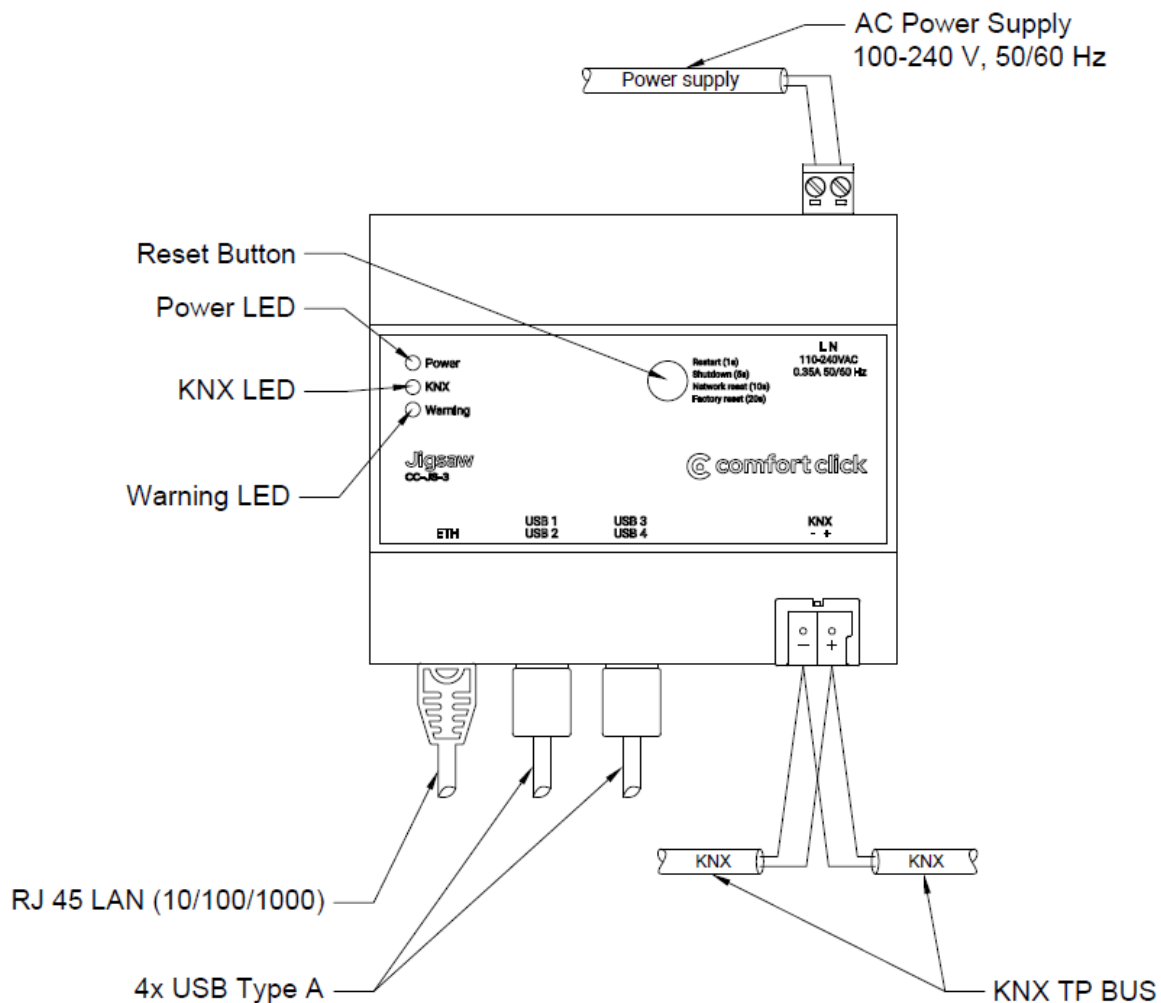 AC Power Supply
100-240 V, 50/60 Hz
Power supply
Reset Button
Power LED
KNX LED
Warning LED
Power
KNX
Warning
Restart (1s)
Shutdown (5s)
Network reset (10s)
Factory reset (20s)
L N
110-240VAC
0.35A 50/60 Hz
Jigsaw
CC-JS-3
comfort click
ETH
USB 1
USB 2
USB 3
USB 4
KNX
- +
- +
KNX
KNX
RJ 45 LAN (10/100/1000)
4x USB Type A
KNX TP BUS